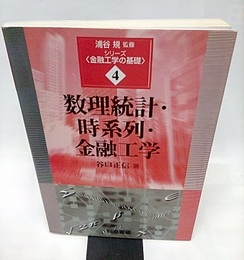 浦谷 規 監修
シリーズ
〈金融工学の基礎〉
4
数理統計・
時系列・
金融工学
谷口正信 著